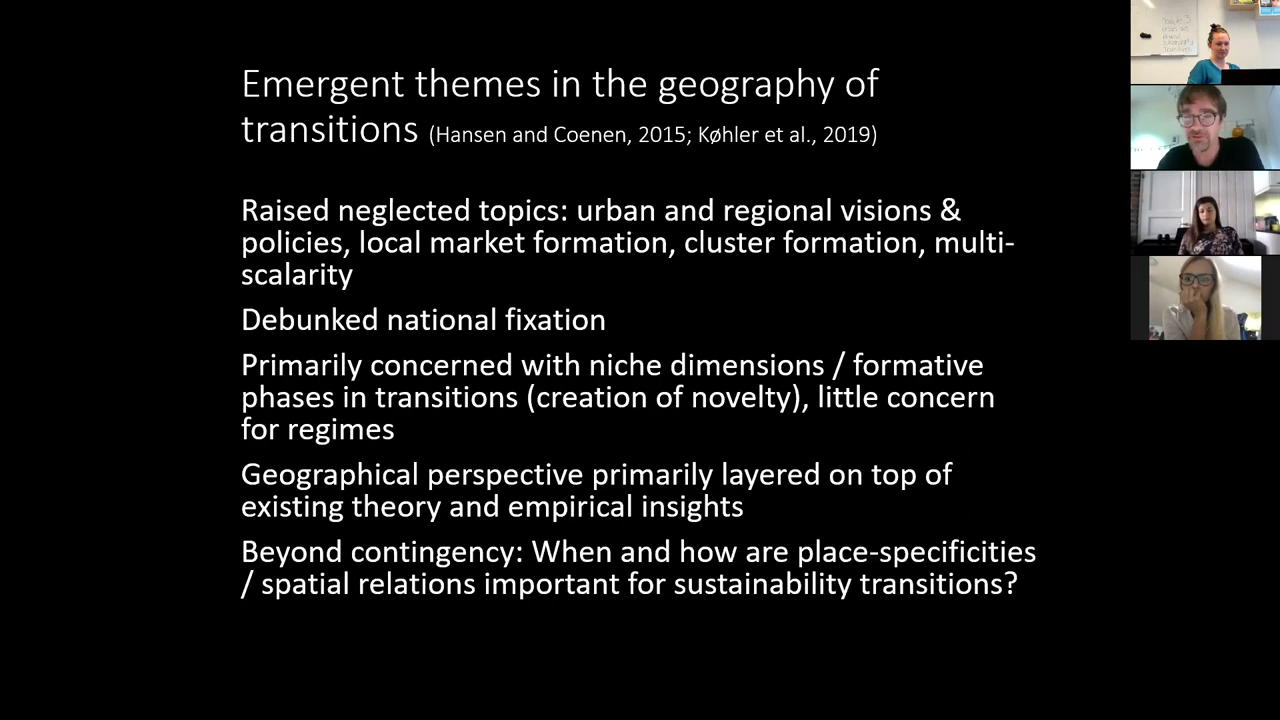 Emergent themes in the geography of
transitions (Hansen and Coenen, 2015; Køhler et al., 2019)
Raised neglected topics: urban and regional visions &
policies, local market formation, cluster formation, multi-
scalarity
Debunked national fixation
Primarily concerned with niche dimensions / formative
phases in transitions (creation of novelty), little concern
for regimes
Geographical perspective primarily layered on top of
existing theory and empirical insights
Beyond contingency: When and how are place-specificities
/ spatial relations important for sustainability transitions?